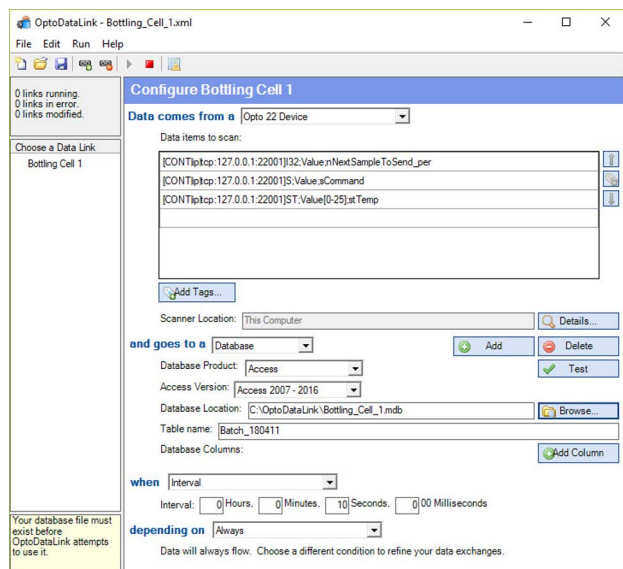 OptoDataLink - Bottling_Cell_1.xml
File Edit Run Help
0 links running.
0 links in error.
0 links modified.
Choose a Data Link
Bottling Cell 1
Configure Bottling Cell 1
Data comes from a Opto 22 Device
Data items to scan:
[CONT|ip|tcp:127.0.0.1:22001]I32;Value;nNextSampleToSend_per
[CONT|ip|tcp:127.0.0.1:22001]S;Value;sCommand
[CONT|ip|tcp:127.0.0.1:22001]ST;Value[0-25];stTemp
Add Tags...
Scanner Location: This Computer Details...
and goes to a Database Add Delete
Database Product: Access Test
Access Version: Access 2007 - 2016
Database Location: C:\OptoDataLink\Bottling_Cell_1.mdb Browse...
Table name: Batch_180411
Database Columns: Add Column
when Interval
Interval: 0 Hours, 0 Minutes, 10 Seconds, 0 00 Milliseconds
depending on Always
Data will always flow. Choose a different condition to refine your data exchanges.
Your database file must
exist before
OptoDataLink attempts
to use it.